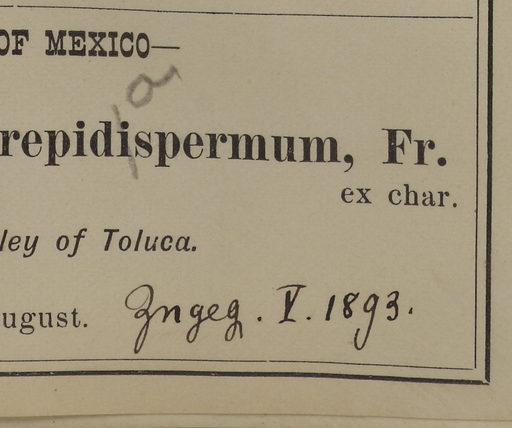 OF MEXICO—
a
repidispermum, Fr.
ex char.
ley of Toluca.
ugust. Zngeg. V. 1893.